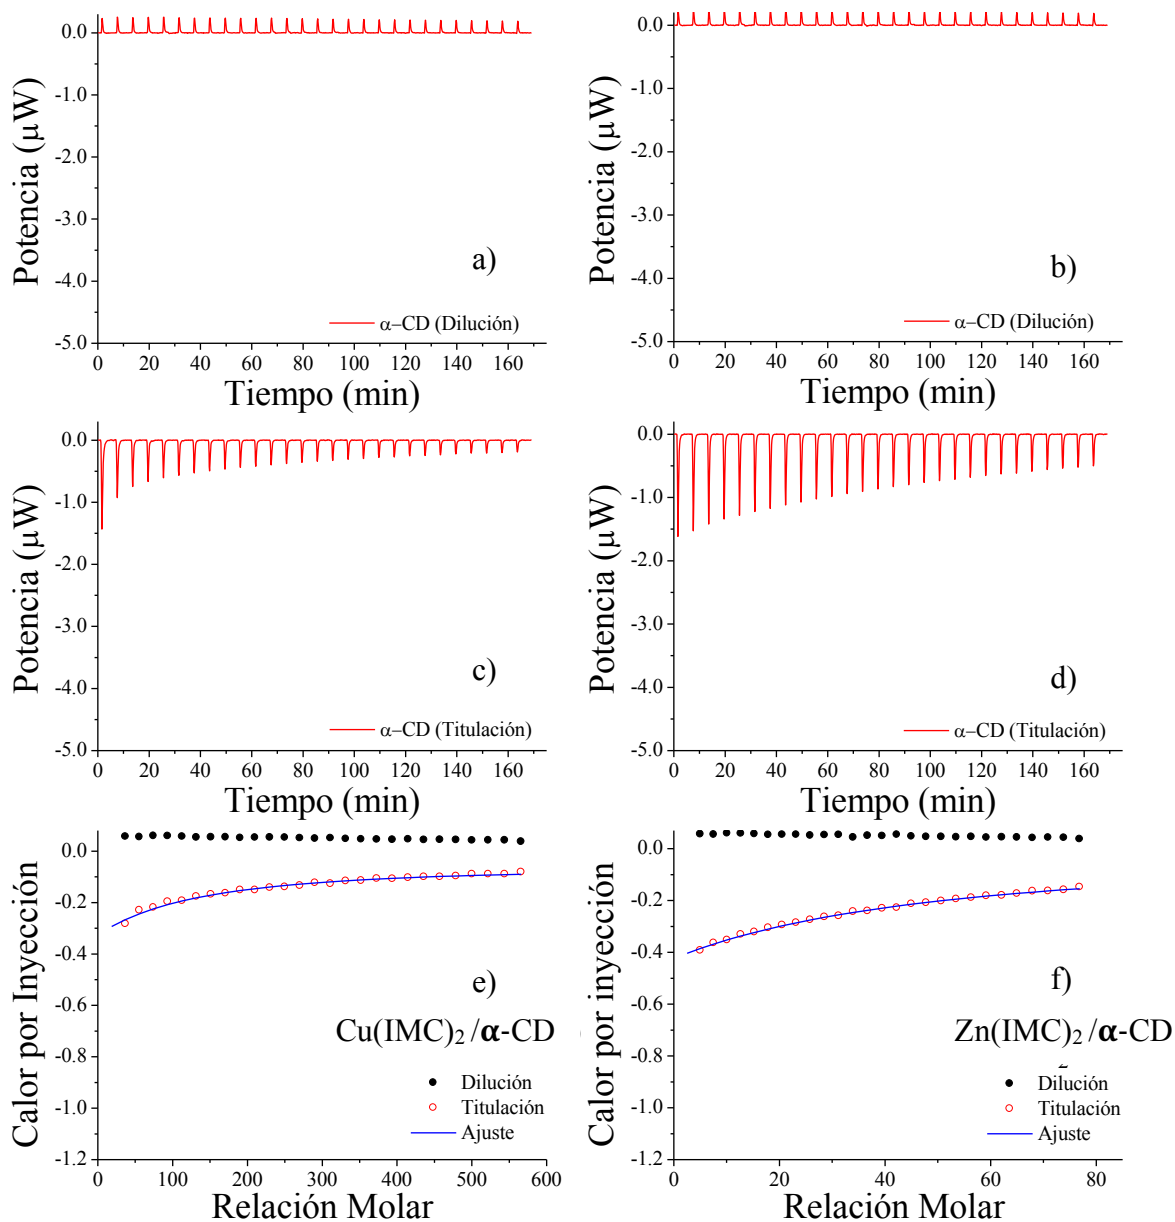 0.0
-1.0
-2.0
-3.0
-4.0
-5.0
Potencia (μW)
a)
α–CD (Dilución)
0 20 40 60 80 100 120 140 160
Tiempo (min)
0.0
-1.0
-2.0
-3.0
-4.0
-5.0
Potencia (μW)
b)
α–CD (Dilución)
0 20 40 60 80 100 120 140 160
Tiempo (min)
0.0
-1.0
-2.0
-3.0
-4.0
-5.0
Potencia (μW)
c)
α–CD (Titulación)
0 20 40 60 80 100 120 140 160
Tiempo (min)
0.0
-1.0
-2.0
-3.0
-4.0
-5.0
Potencia (μW)
d)
α–CD (Titulación)
0 20 40 60 80 100 120 140 160
Tiempo (min)
0.0
-0.2
-0.4
-0.6
-0.8
-1.0
-1.2
Calor por Inyección
e)
Cu(IMC)₂ /α-CD
Dilución
Titulación
Ajuste
0 100 200 300 400 500 600
Relación Molar
0.0
-0.2
-0.4
-0.6
-0.8
-1.0
-1.2
Calor por inyección
f)
Zn(IMC)₂ /α-CD
Dilución
Titulación
Ajuste
0 20 40 60 80
Relación Molar